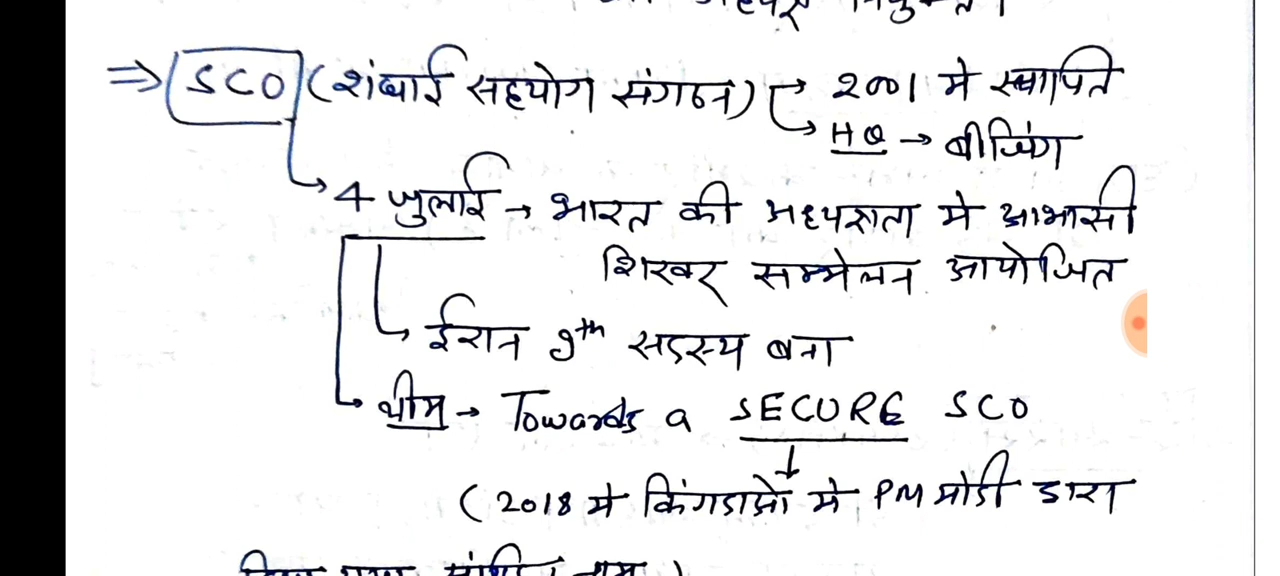 ⇒ SCO (शंघाई सहयोग संगठन) → 2001 मे स्थापित
→ HQ → बीजिंग
→ 4 जुलाई → भारत की अध्यक्षता मे आभासी
शिखर सम्मेलन आयोजित
→ ईरान 9th सदस्य बना
→ थीम → Towards a SECURE SCO
(2018 मे किंगडाओ मे PM मोदी द्वारा